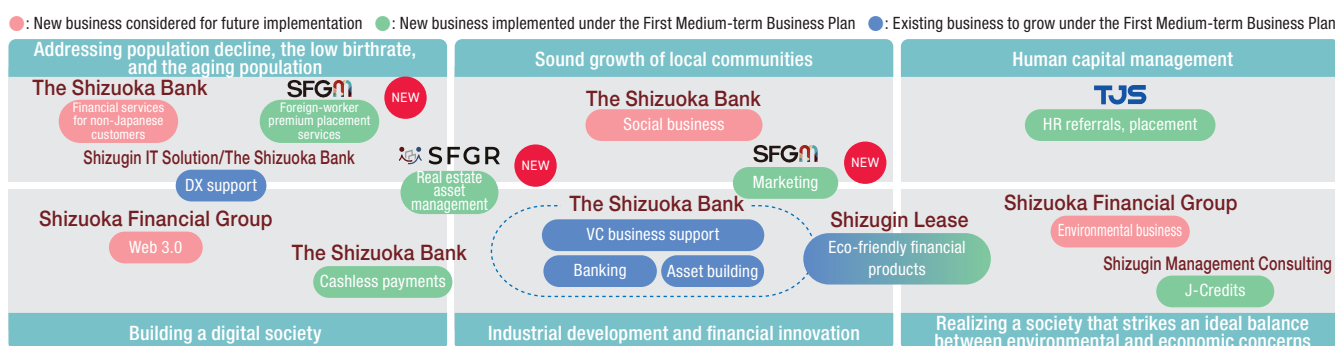 : New business considered for future implementation : New business implemented under the First Medium-term Business Plan : Existing business to grow under the First Medium-term Business Plan
Addressing population decline, the low birthrate,
and the aging population
The Shizuoka Bank
Financial services
for non-Japanese
customers
SFGM
Foreign-worker
premium placement
services
NEW
Shizugin IT Solution/The Shizuoka Bank
DX support
SFGR
NEW
Real estate
asset
management
Shizuoka Financial Group
Web 3.0
The Shizuoka Bank
Cashless payments
Building a digital society
Sound growth of local communities
The Shizuoka Bank
Social business
SFGM
NEW
Marketing
The Shizuoka Bank
VC business support
Banking
Asset building
Shizugin Lease
Eco-friendly financial
products
Industrial development and financial innovation
Human capital management
TJS
HR referrals, placement
Shizuoka Financial Group
Environmental business
Shizugin Management Consulting
J-Credits
Realizing a society that strikes an ideal balance
between environmental and economic concerns